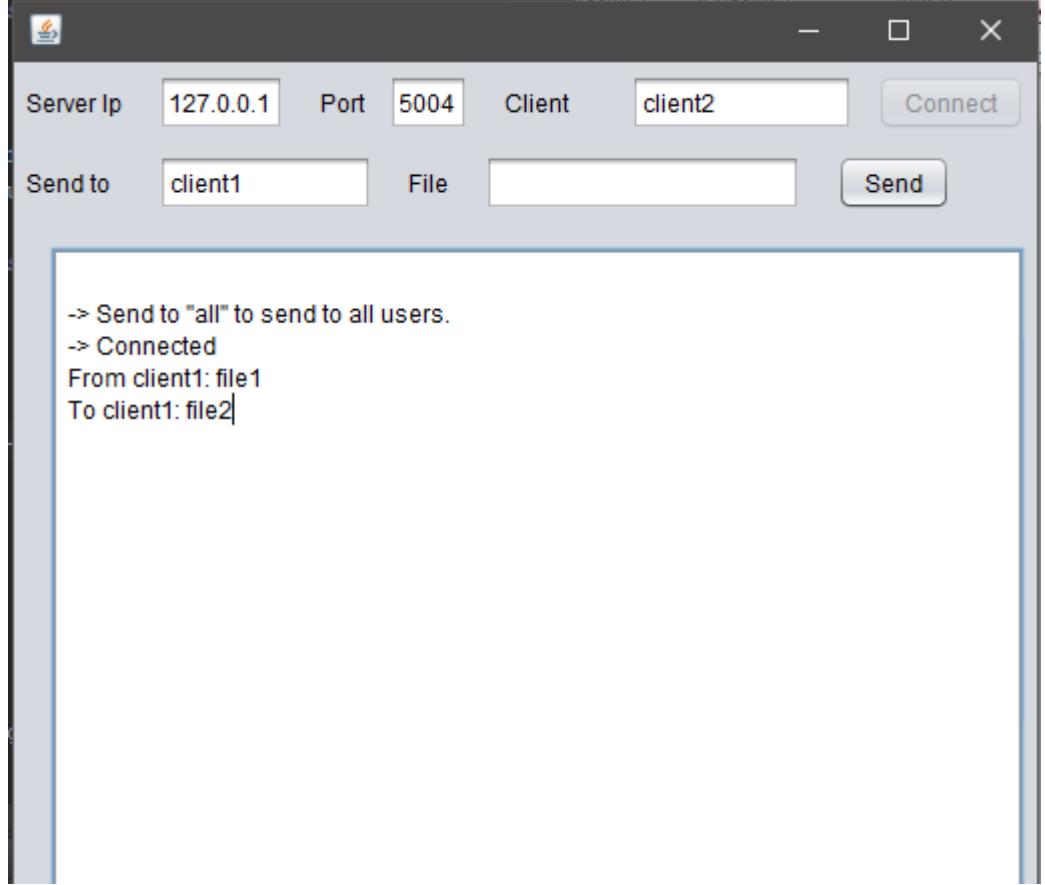 Server Ip 127.0.0.1 Port 5004 Client client2 Connect
Send to client1 File Send
-> Send to "all" to send to all users.
-> Connected
From client1: file1
To client1: file2